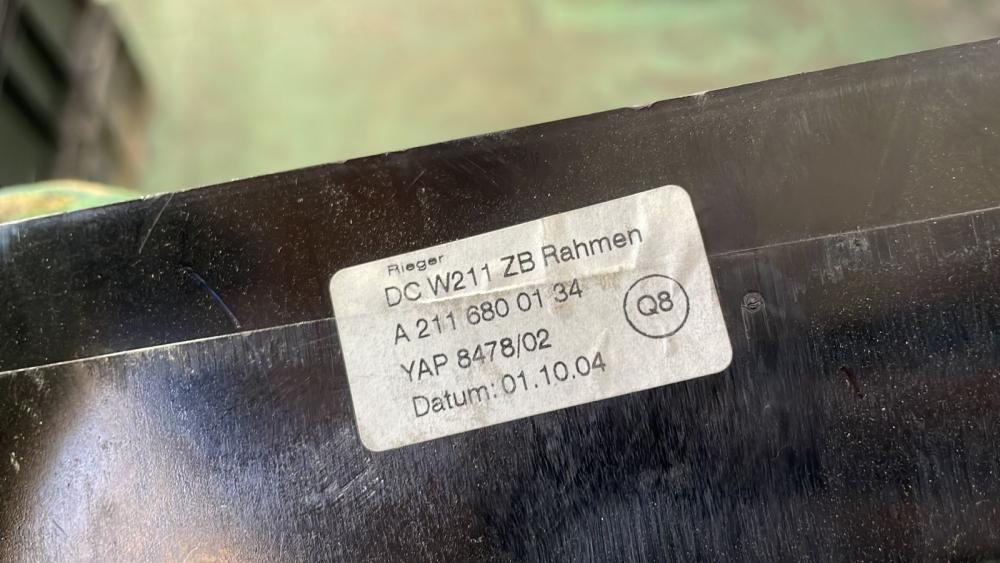 Rieger
DC W211 ZB Rahmen
A 211 680 01 34
Q8
YAP 8478/02
Datum: 01.10.04